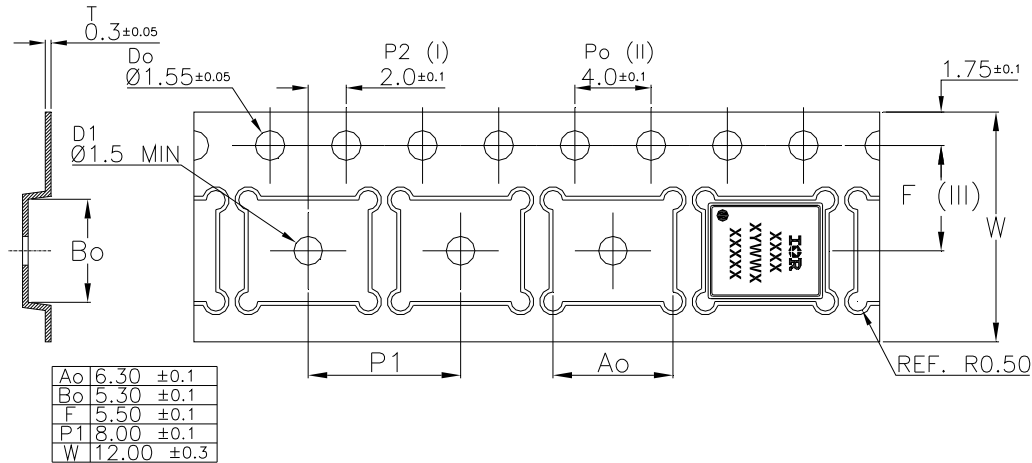 T
0.3±0.05
Do
Ø1.55±0.05
P2 (I)
2.0±0.1
Po (II)
4.0±0.1
1.75±0.1
D1
Ø1.5 MIN
F (III)
W
Bo
IOR
XXXX
XYWWX
XXXXX
P1
Ao
REF. R0.50
Ao 6.30 ±0.1
Bo 5.30 ±0.1
F 5.50 ±0.1
P1 8.00 ±0.1
W 12.00 ±0.3